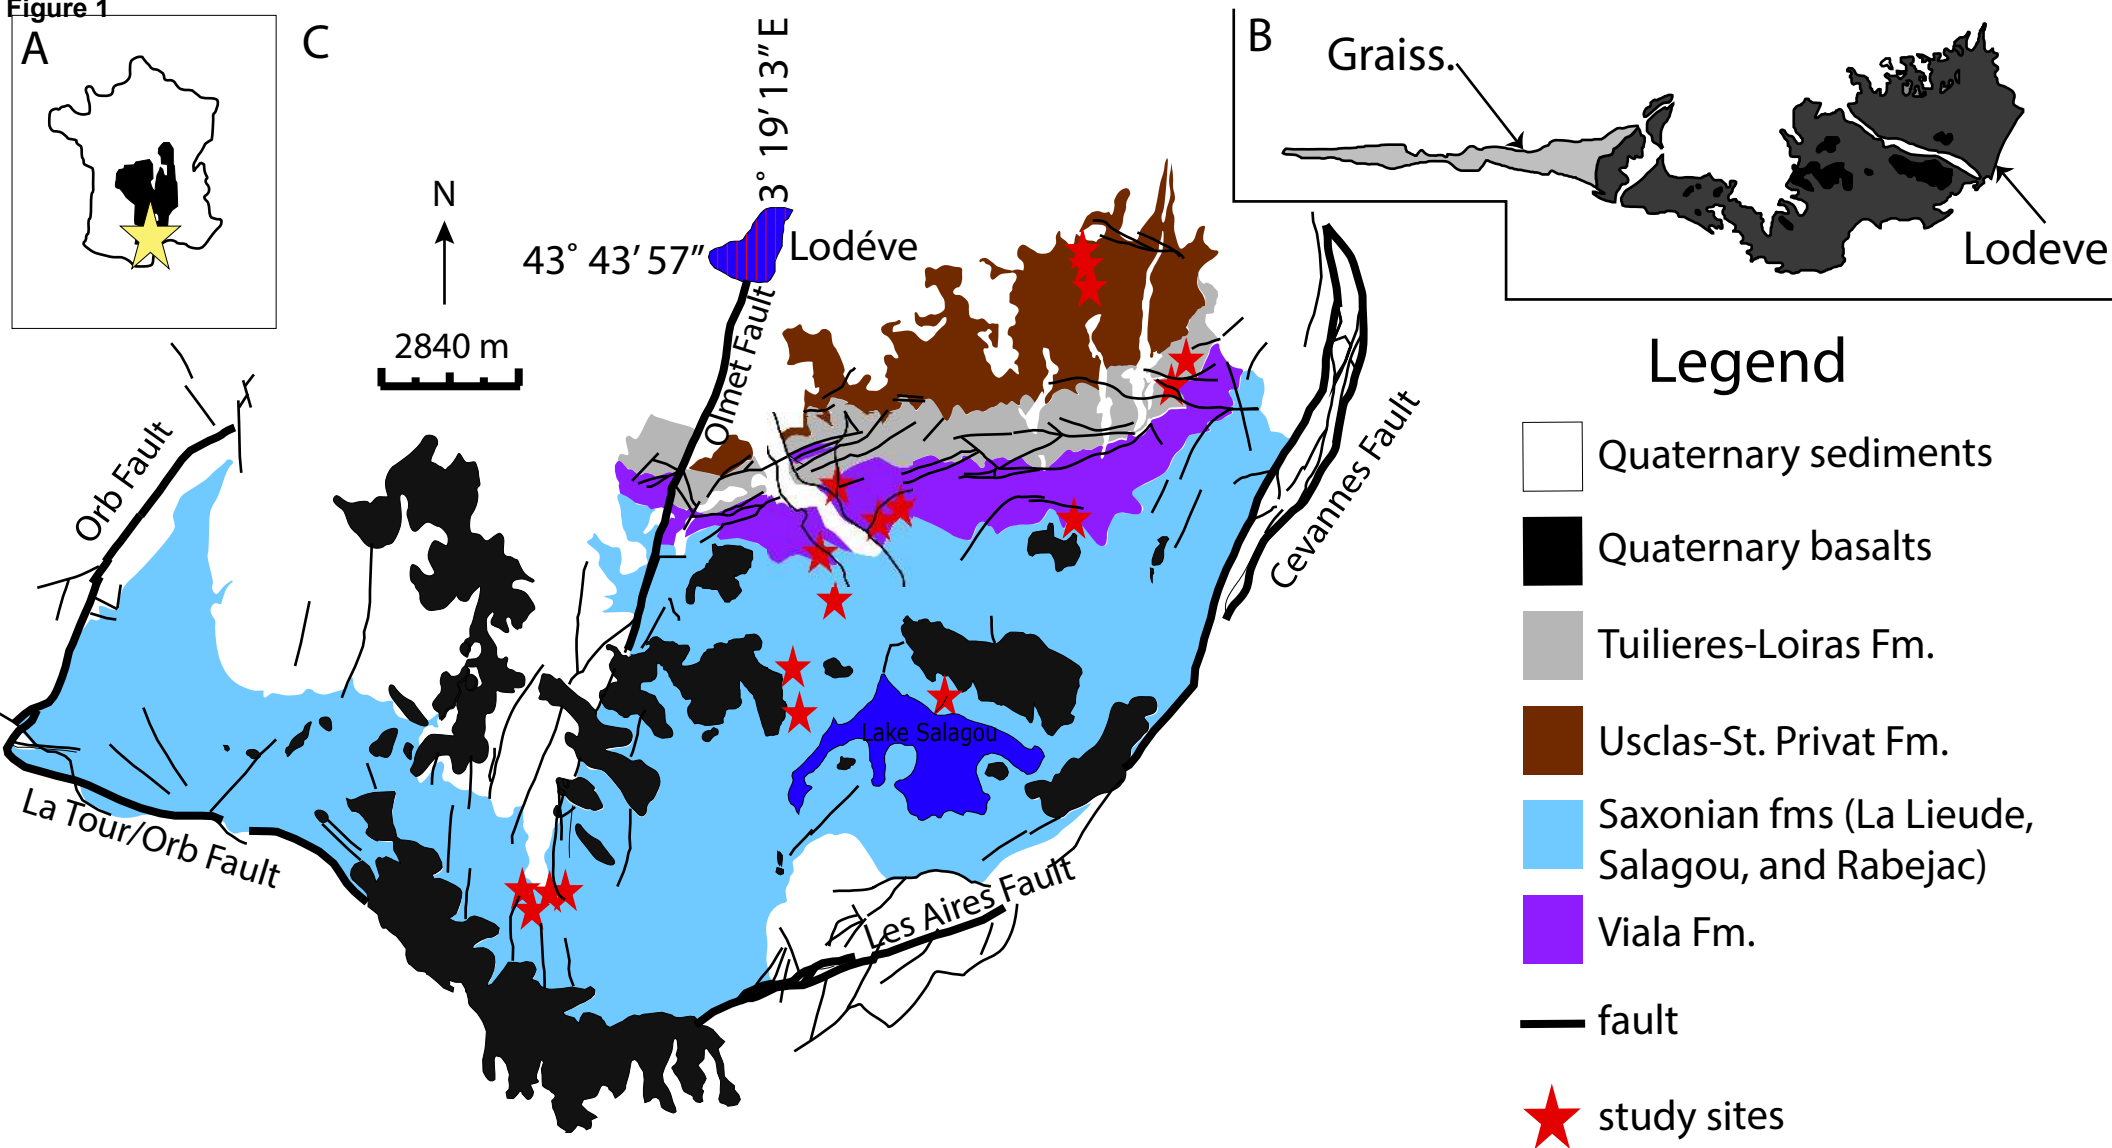 Figure 1
A
C
B
Graiss.
Lodeve
3° 19' 13" E
N
43° 43' 57"
Lodéve
2840 m
Olmet Fault
Orb Fault
Cevannes Fault
Lake Salagou
La Tour/Orb Fault
Les Aires Fault
Legend
Quaternary sediments
Quaternary basalts
Tuilieres-Loiras Fm.
Usclas-St. Privat Fm.
Saxonian fms (La Lieude,
Salagou, and Rabejac)
Viala Fm.
fault
study sites